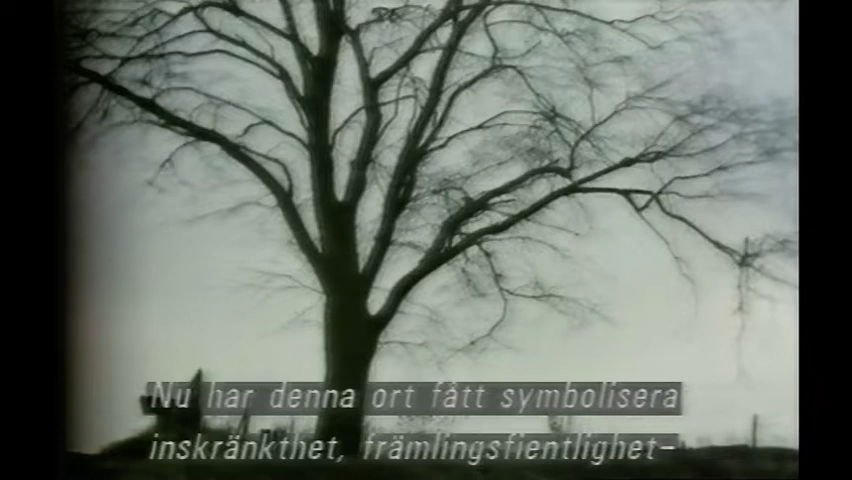 Nu har denna ort fått symbolisera
inskränkthet, främlingsfientlighet-